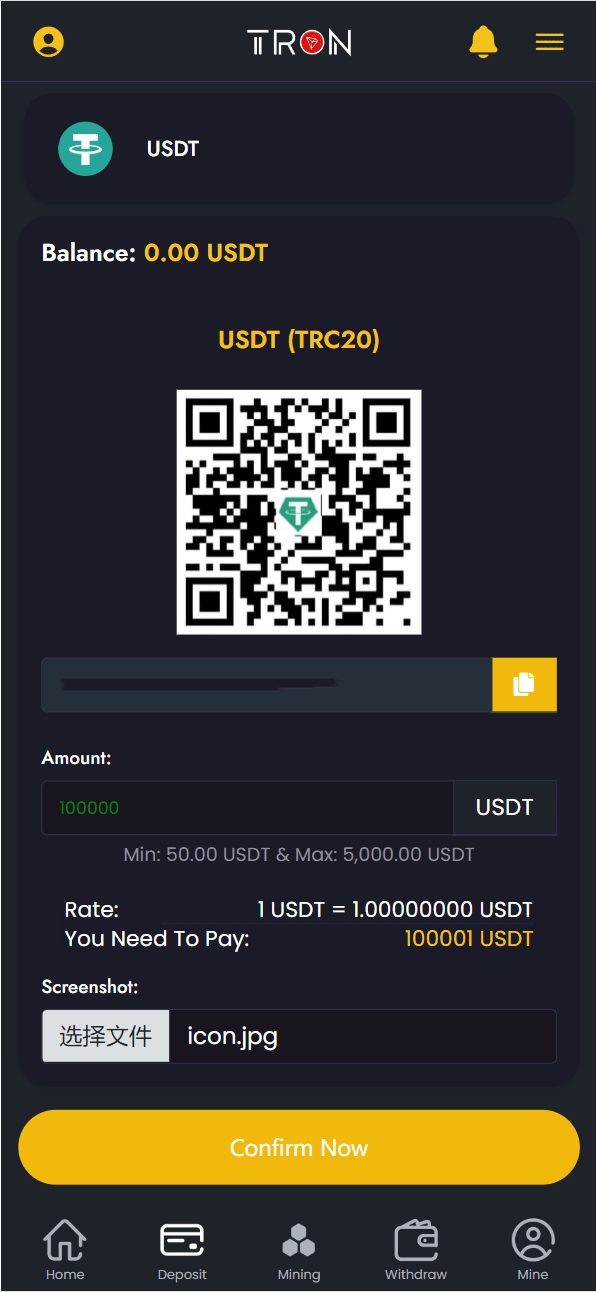 TRON
USDT
Balance: 0.00 USDT
USDT (TRC20)
Amount:
100000 USDT
Min: 50.00 USDT & Max: 5,000.00 USDT
Rate: 1 USDT = 1.00000000 USDT
You Need To Pay: 100001 USDT
Screenshot:
选择文件 icon.jpg
Confirm Now
Home Deposit Mining Withdraw Mine